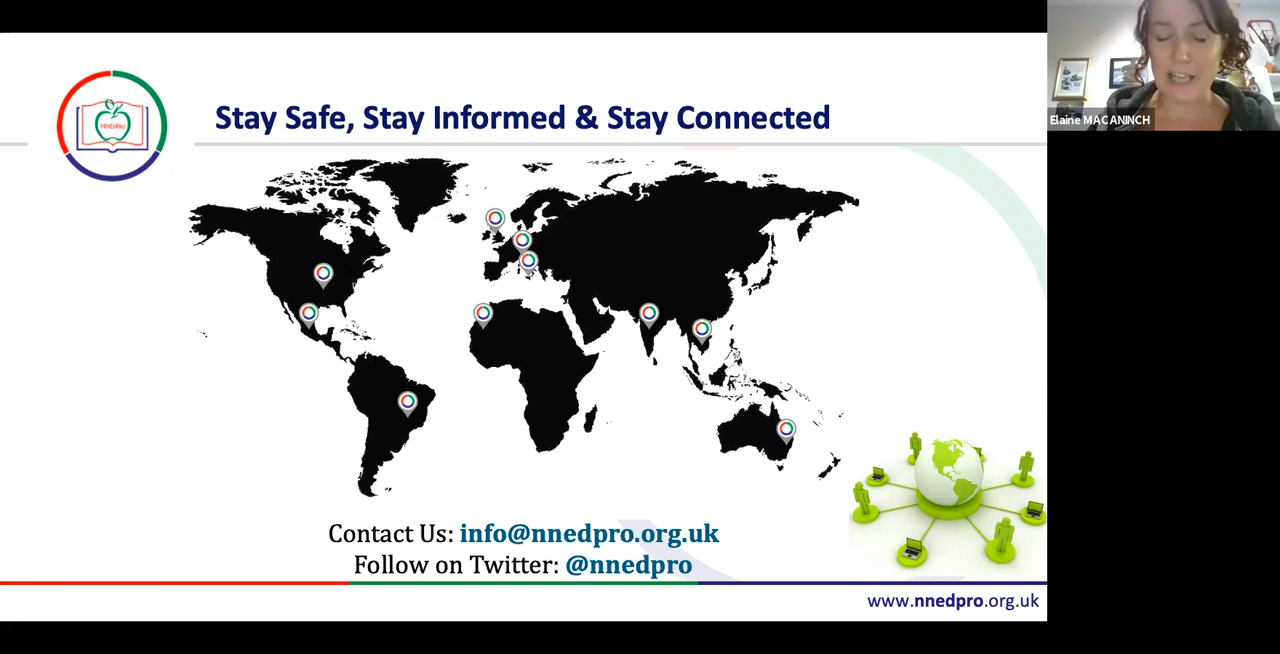 Stay Safe, Stay Informed & Stay Connected
NNEdPro
Elaine MACANINCH
Contact Us: info@nnedpro.org.uk
Follow on Twitter: @nnedpro
www.nnedpro.org.uk